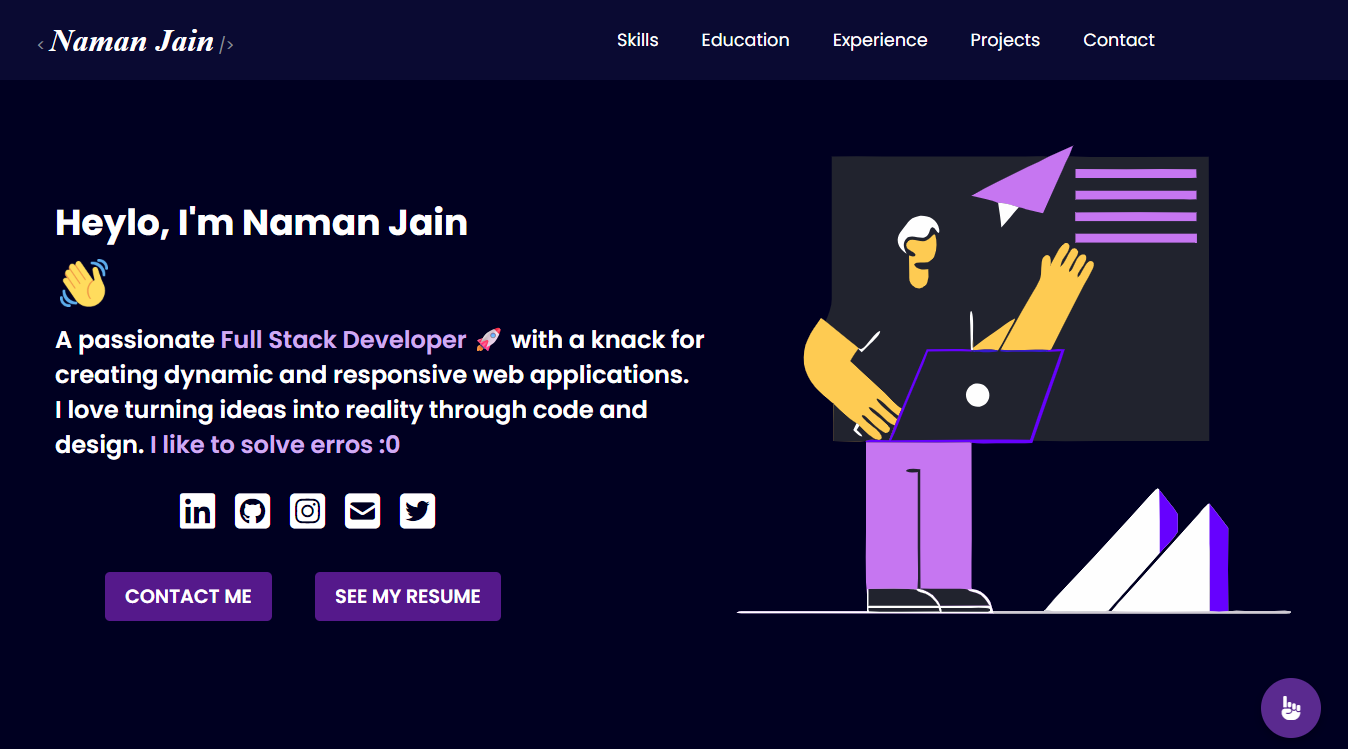 < Naman Jain />
Skills Education Experience Projects Contact
Heylo, I'm Naman Jain
👋
A passionate Full Stack Developer 🚀 with a knack for
creating dynamic and responsive web applications.
I love turning ideas into reality through code and
design. I like to solve erros :0
in
CONTACT ME SEE MY RESUME